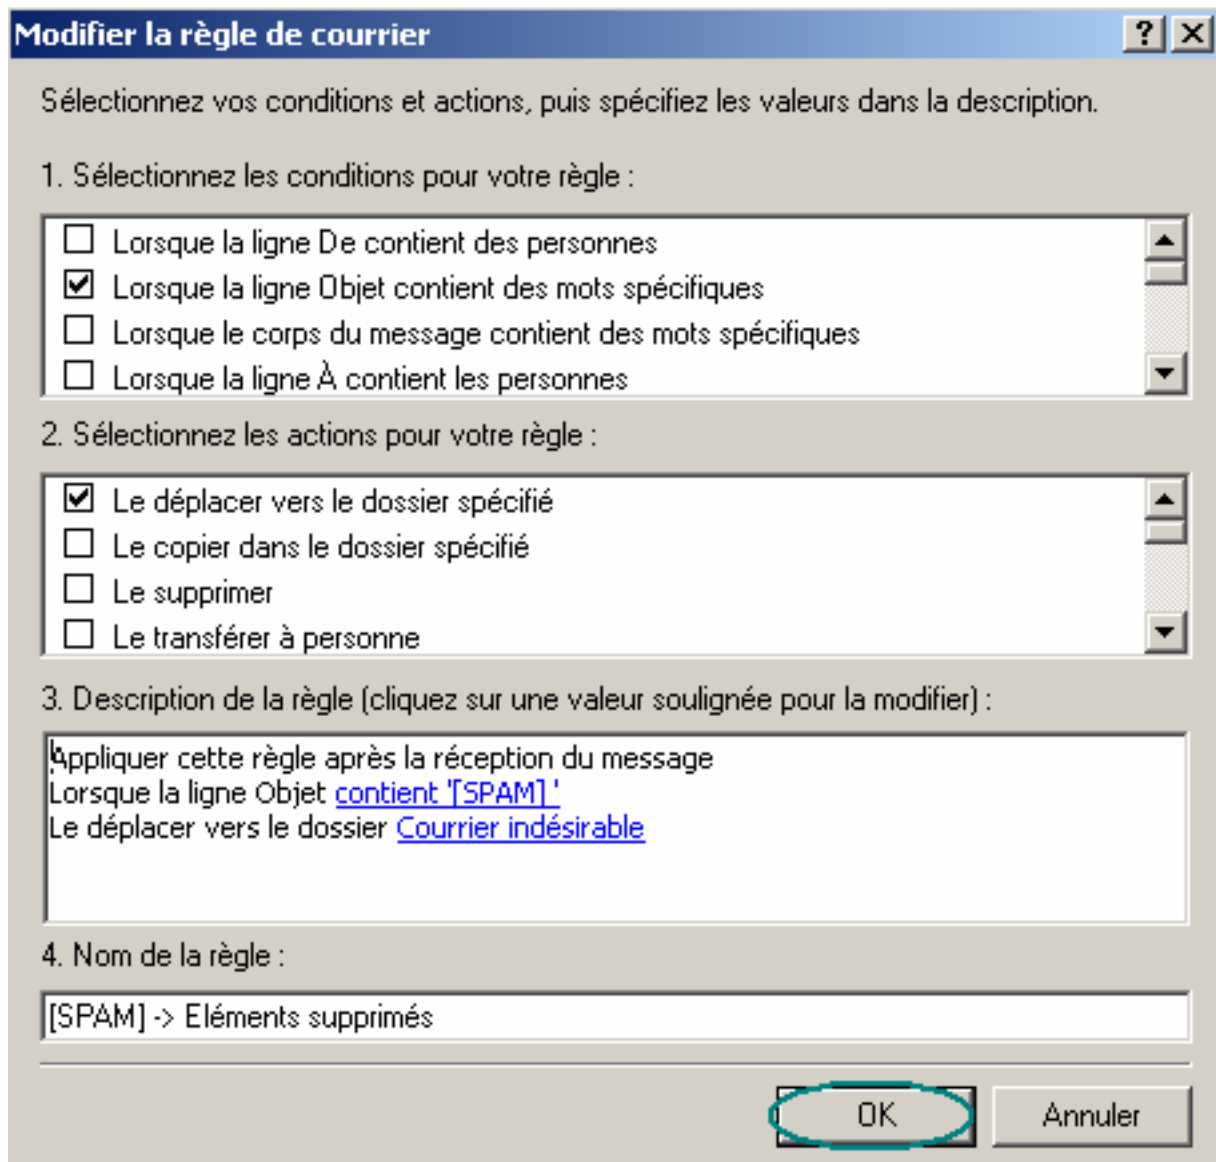 Modifier la règle de courrier
Sélectionnez vos conditions et actions, puis spécifiez les valeurs dans la description.
1. Sélectionnez les conditions pour votre règle :
Lorsque la ligne De contient des personnes
Lorsque la ligne Objet contient des mots spécifiques
Lorsque le corps du message contient des mots spécifiques
Lorsque la ligne À contient les personnes
2. Sélectionnez les actions pour votre règle :
Le déplacer vers le dossier spécifié
Le copier dans le dossier spécifié
Le supprimer
Le transférer à personne
3. Description de la règle (cliquez sur une valeur soulignée pour la modifier) :
Appliquer cette règle après la réception du message
Lorsque la ligne Objet contient '[SPAM] '
Le déplacer vers le dossier Courrier indésirable
4. Nom de la règle :
[SPAM] -> Eléments supprimés
OK Annuler